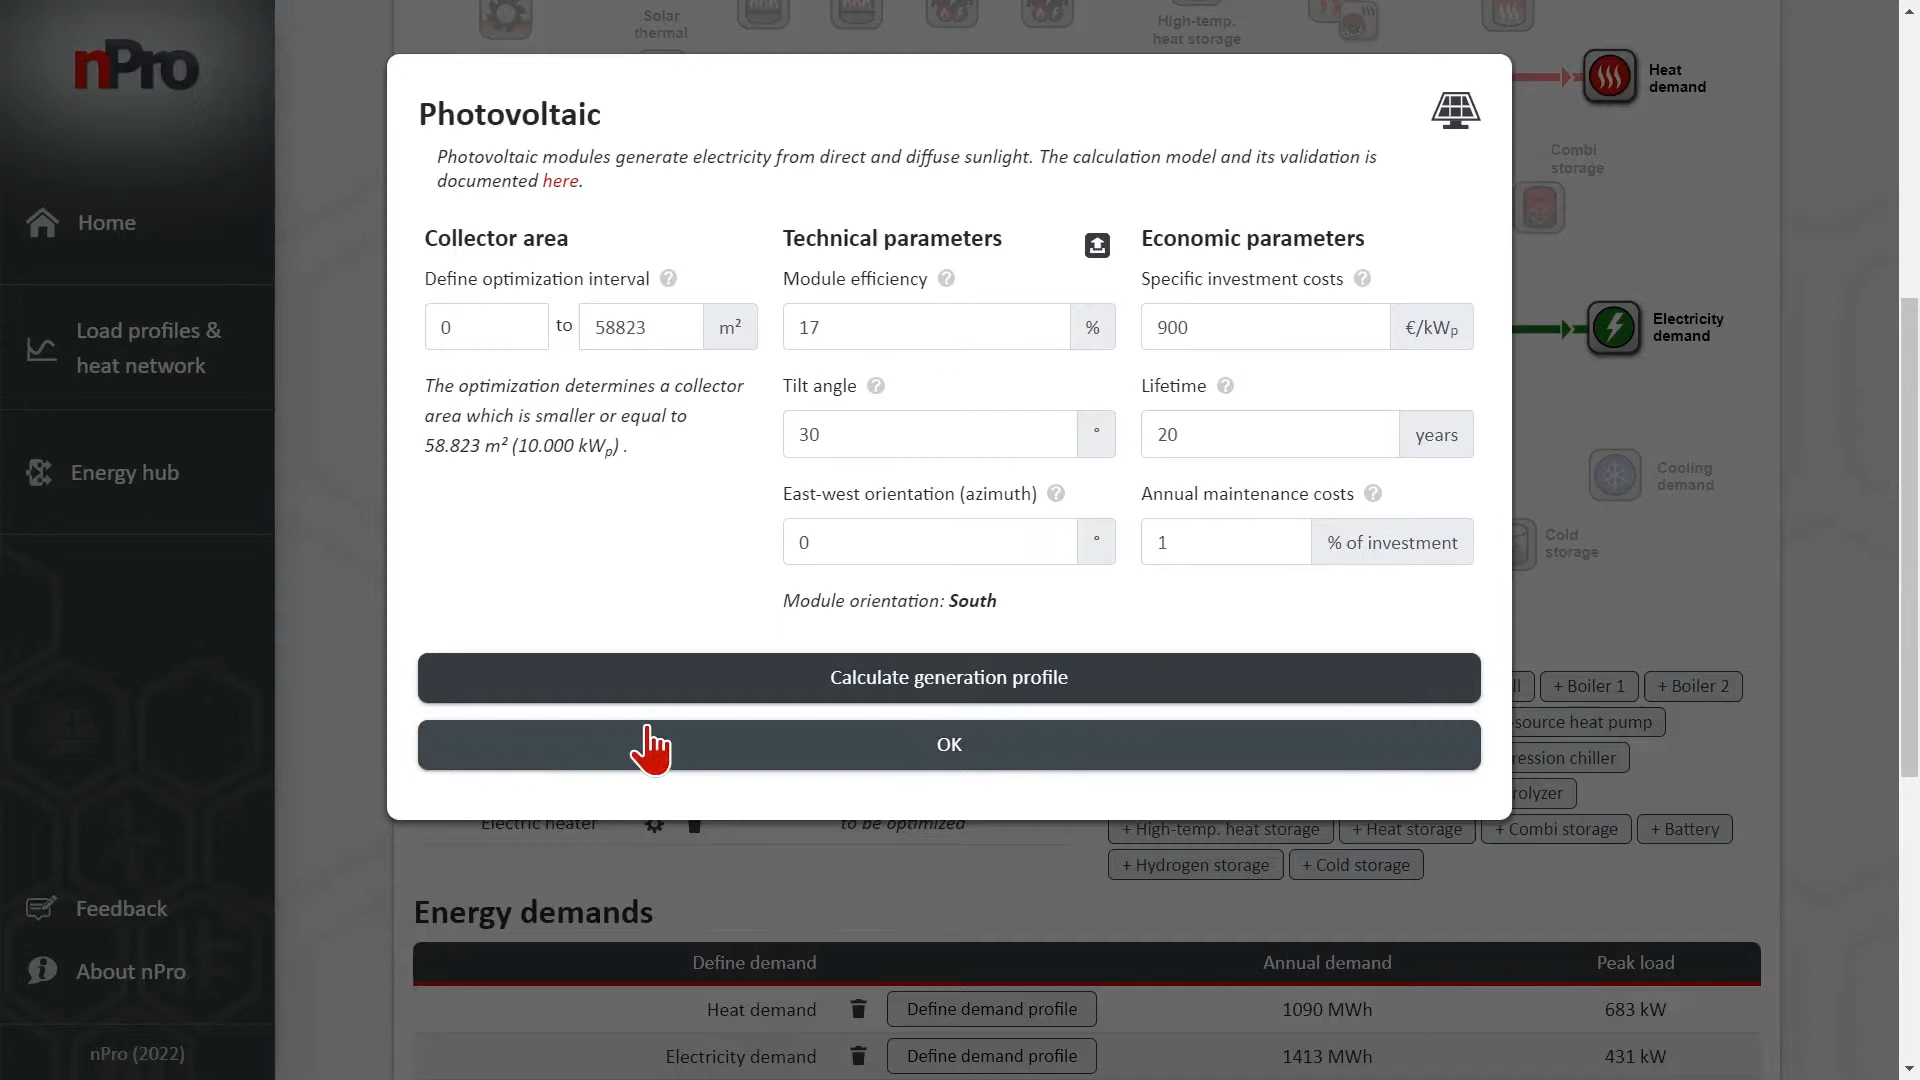 nPro
Home
Load profiles &
heat network
Energy hub
Feedback
About nPro
nPro (2022)
Solar
thermal
High-temp.
heat storage
Heat
demand
Combi
storage
Electricity
demand
Cooling
demand
Cold
storage
Photovoltaic
Photovoltaic modules generate electricity from direct and diffuse sunlight. The calculation model and its validation is
documented here.
Collector area
Define optimization interval ?
0 to 58823 m²
The optimization determines a collector
area which is smaller or equal to
58.823 m² (10.000 kWp) .
Technical parameters
Module efficiency ?
17 %
Tilt angle ?
30 °
East-west orientation (azimuth) ?
0 °
Module orientation: South
Economic parameters
Specific investment costs ?
900 €/kWp
Lifetime ?
20 years
Annual maintenance costs ?
1 % of investment
Calculate generation profile
OK
+ Boiler 1 + Boiler 2
-source heat pump
ression chiller
rolyzer
Electric heater to be optimized
+ High-temp. heat storage + Heat storage + Combi storage + Battery
+ Hydrogen storage + Cold storage
Energy demands
Define demand Annual demand Peak load
Heat demand Define demand profile 1090 MWh 683 kW
Electricity demand Define demand profile 1413 MWh 431 kW